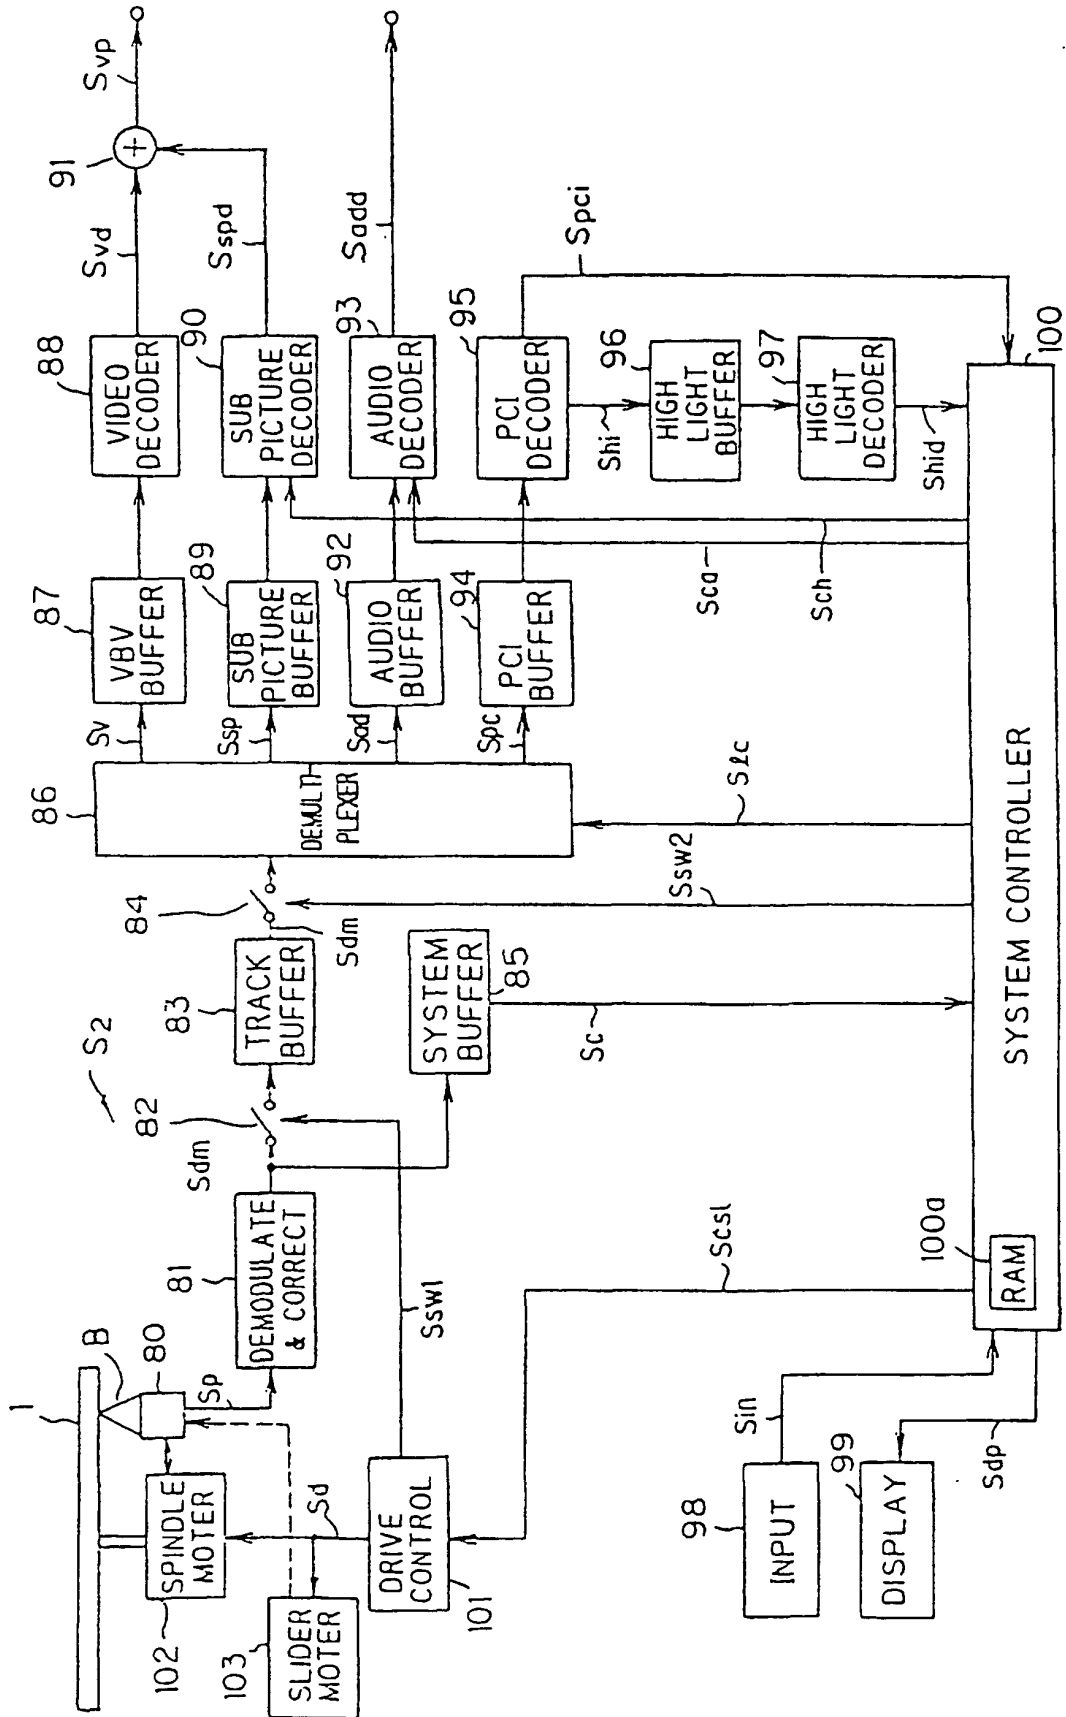 S2
1
B
80
Sp
81
DEMODULATE
& CORRECT
Sdm
82
83
TRACK
BUFFER
Sdm
84
86
DEMULTI
PLEXER
Sv
87
VBV
BUFFER
88
VIDEO
DECODER
Svd
91
+
Svp
Ssp
89
SUB
PICTURE
BUFFER
90
SUB
PICTURE
DECODER
Sspd
Sad
92
AUDIO
BUFFER
93
AUDIO
DECODER
Sadd
Spc
94
PCI
BUFFER
95
PCI
DECODER
Spci
Shi
96
HIGH
LIGHT
BUFFER
97
HIGH
LIGHT
DECODER
Shid
102
SPINDLE
MOTER
103
SLIDER
MOTER
Sd
DRIVE
CONTROL
101
Ssw1
SYSTEM
BUFFER
85
Sc
Ssw2
Slc
Sca
Sch
Scsl
98
INPUT
Sin
99
DISPLAY
Sdp
100a
RAM
SYSTEM CONTROLLER
100